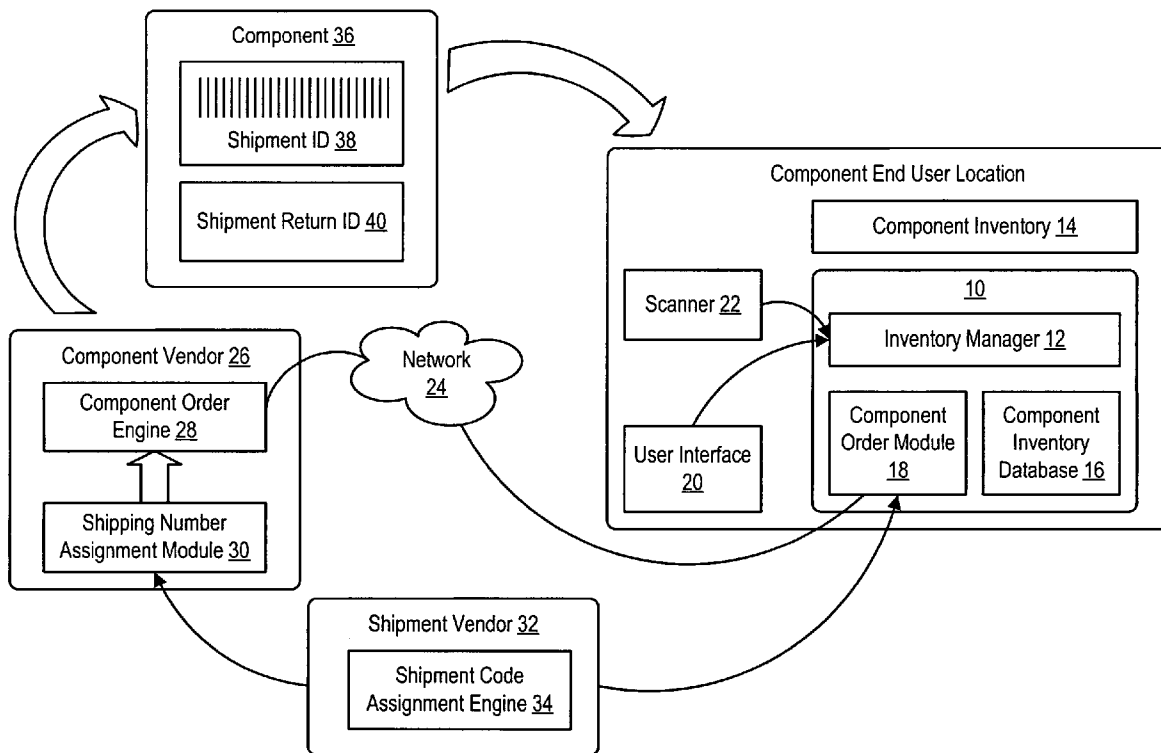 Component 36
Shipment ID 38
Shipment Return ID 40
Component End User Location
Component Inventory 14
10
Scanner 22
Inventory Manager 12
Component
Order Module
18
Component
Inventory
Database 16
User Interface
20
Network
24
Component Vendor 26
Component Order
Engine 28
Shipping Number
Assignment Module 30
Shipment Vendor 32
Shipment Code
Assignment Engine 34